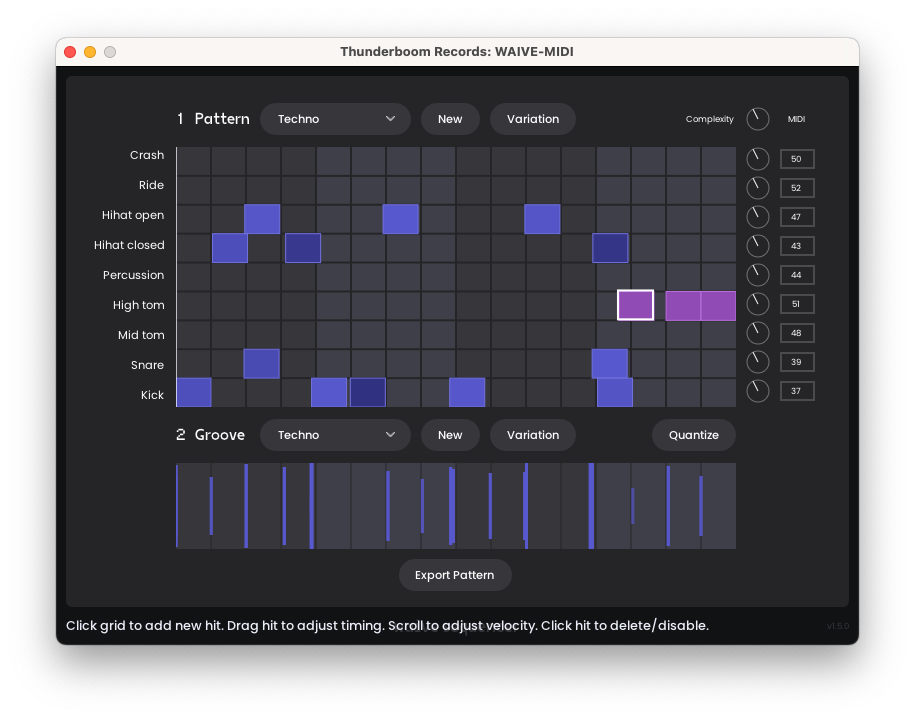 Thunderboom Records: WAIVE-MIDI
1 Pattern Techno New Variation Complexity MIDI
Crash 50
Ride 52
Hihat open 47
Hihat closed 43
Percussion 44
High tom 51
Mid tom 48
Snare 39
Kick 37
2 Groove Techno New Variation Quantize
Export Pattern
Click grid to add new hit. Drag hit to adjust timing. Scroll to adjust velocity. Click hit to delete/disable.
v1.5.0